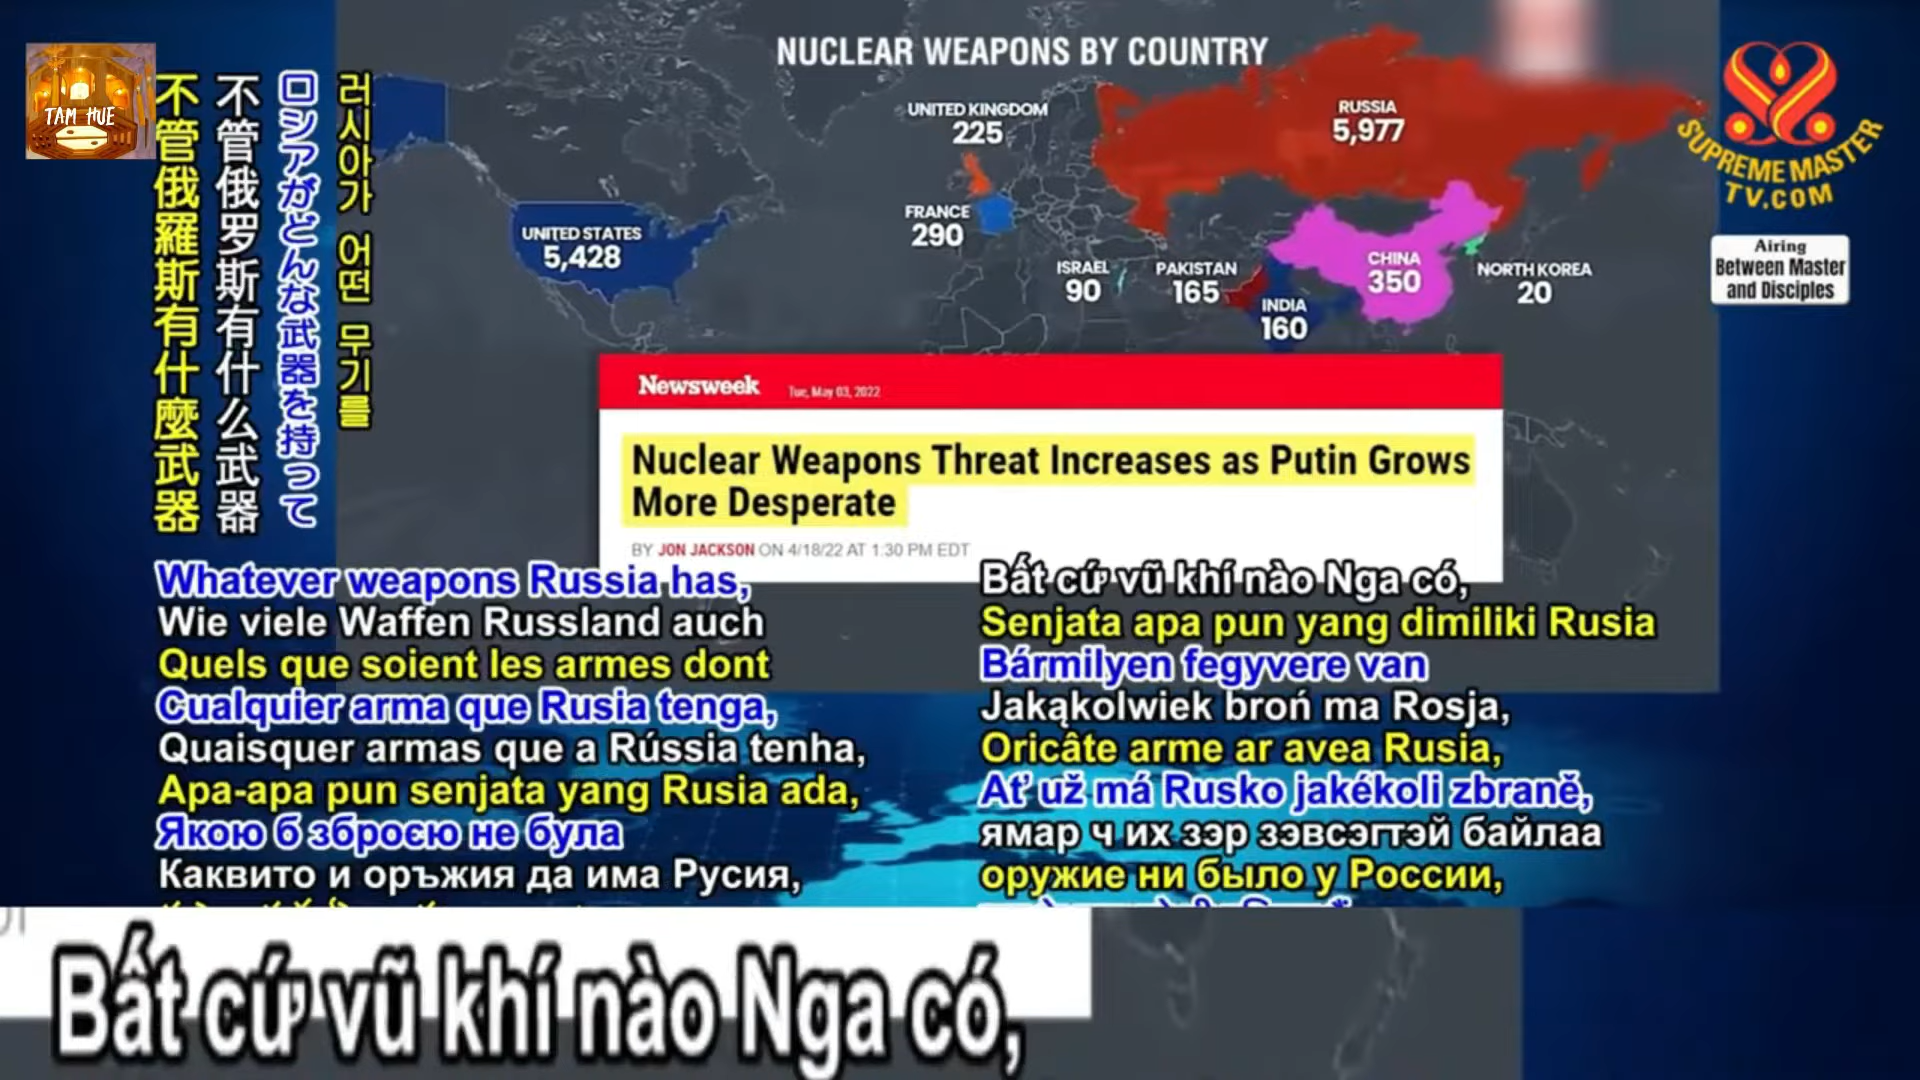 NUCLEAR WEAPONS BY COUNTRY
TAM HUE
不管俄羅斯有什麼武器
不管俄罗斯有什么武器
ロシアがどんな武器を持って
러시아가 어떤 무기를
UNITED KINGDOM
225
RUSSIA
5,977
FRANCE
290
UNITED STATES
5,428
ISRAEL
90
PAKISTAN
165
INDIA
160
CHINA
350
NORTH KOREA
20
SUPREME MASTER
TV.COM
Airing
Between Master
and Disciples
Newsweek
Tue, May 03, 2022
Nuclear Weapons Threat Increases as Putin Grows
More Desperate
BY JON JACKSON ON 4/18/22 AT 1:30 PM EDT
Whatever weapons Russia has,
Wie viele Waffen Russland auch
Quels que soient les armes dont
Cualquier arma que Rusia tenga,
Quaisquer armas que a Rússia tenha,
Apa-apa pun senjata yang Rusia ada,
Якою б зброєю не була
Каквито и оръжия да има Русия,
Bất cứ vũ khí nào Nga có,
Senjata apa pun yang dimiliki Rusia
Bármilyen fegyvere van
Jakąkolwiek broń ma Rosja,
Oricâte arme ar avea Rusia,
Ať už má Rusko jakékoli zbraně,
ямар ч их зэр зэвсэгтэй байлаа
оружие ни было у России,
Bất cứ vũ khí nào Nga có,